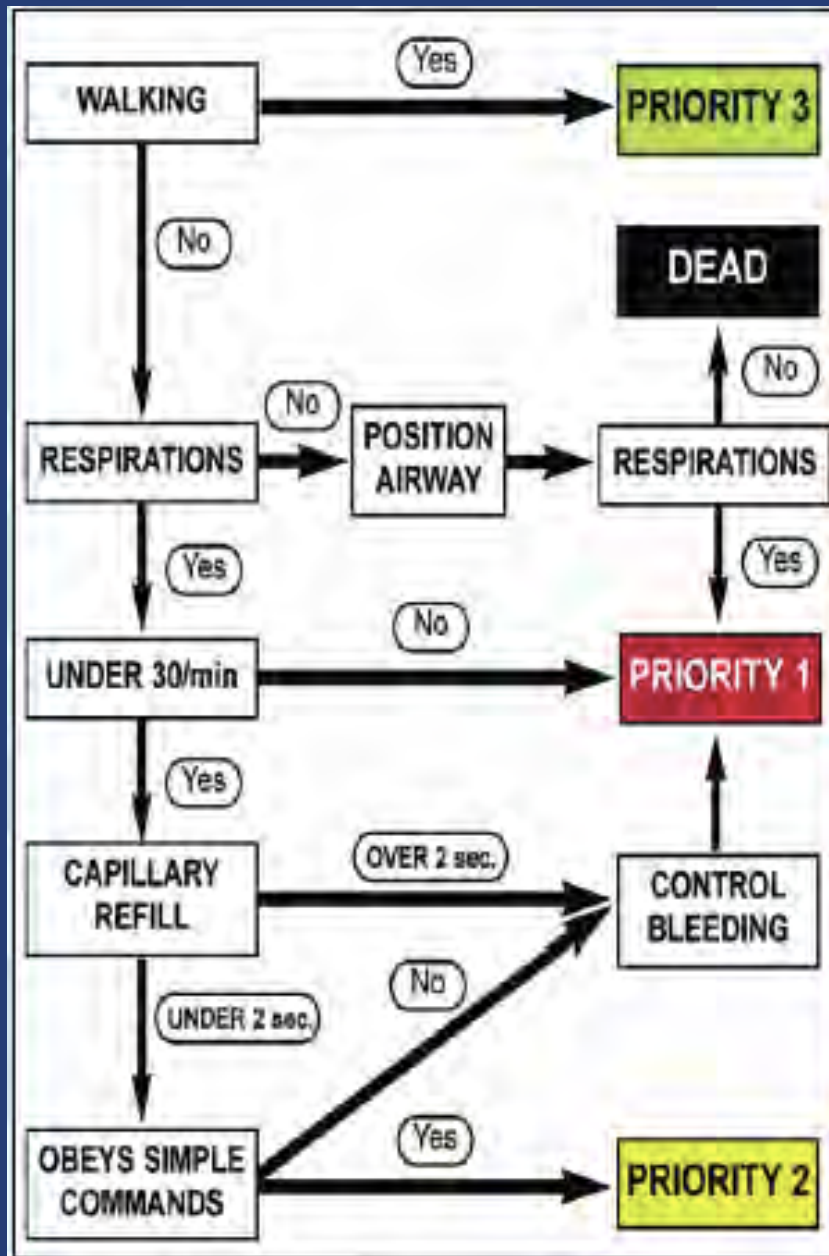 Yes
WALKING
PRIORITY 3
No
DEAD
No
No
RESPIRATIONS
POSITION
AIRWAY
RESPIRATIONS
Yes
Yes
No
UNDER 30/min
PRIORITY 1
Yes
CAPILLARY
REFILL
OVER 2 sec.
CONTROL
BLEEDING
No
UNDER 2 sec.
Yes
OBEYS SIMPLE
COMMANDS
PRIORITY 2